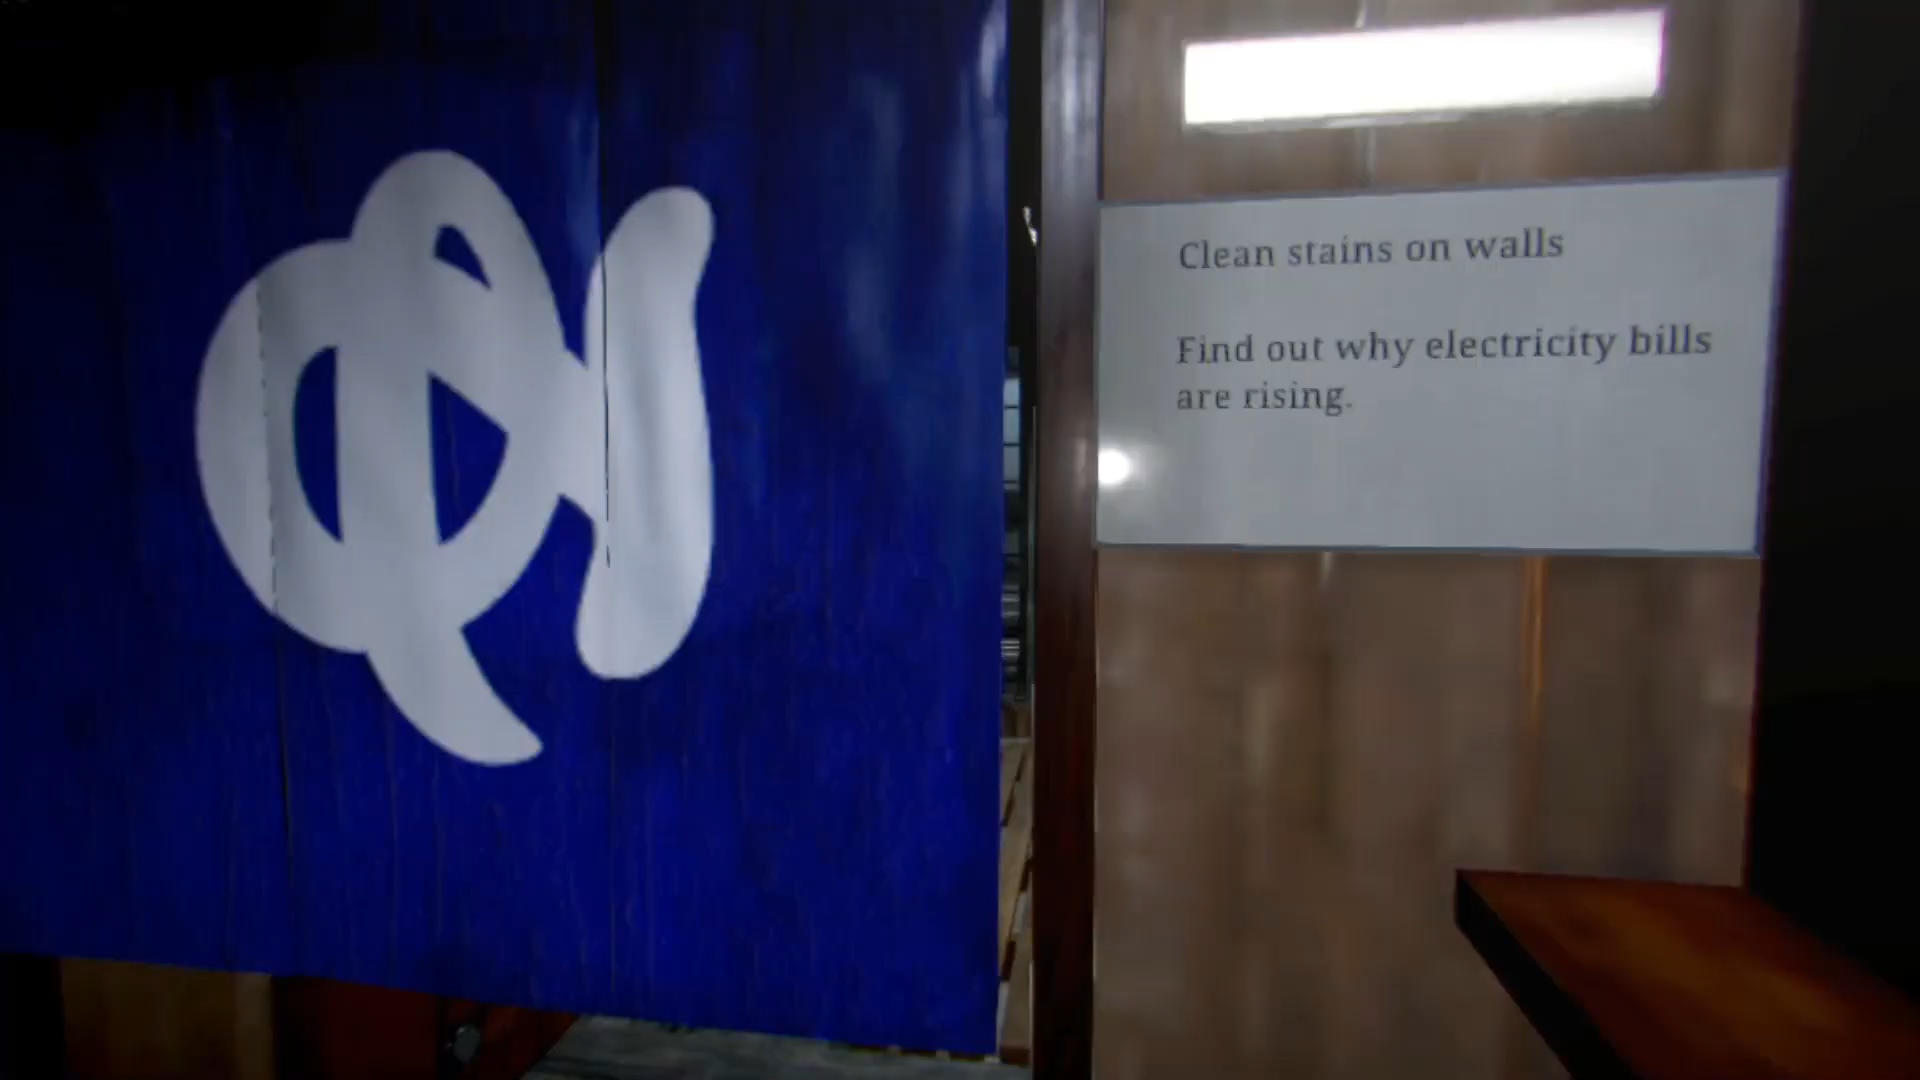 ゆ
Clean stains on walls
Find out why electricity bills
are rising.